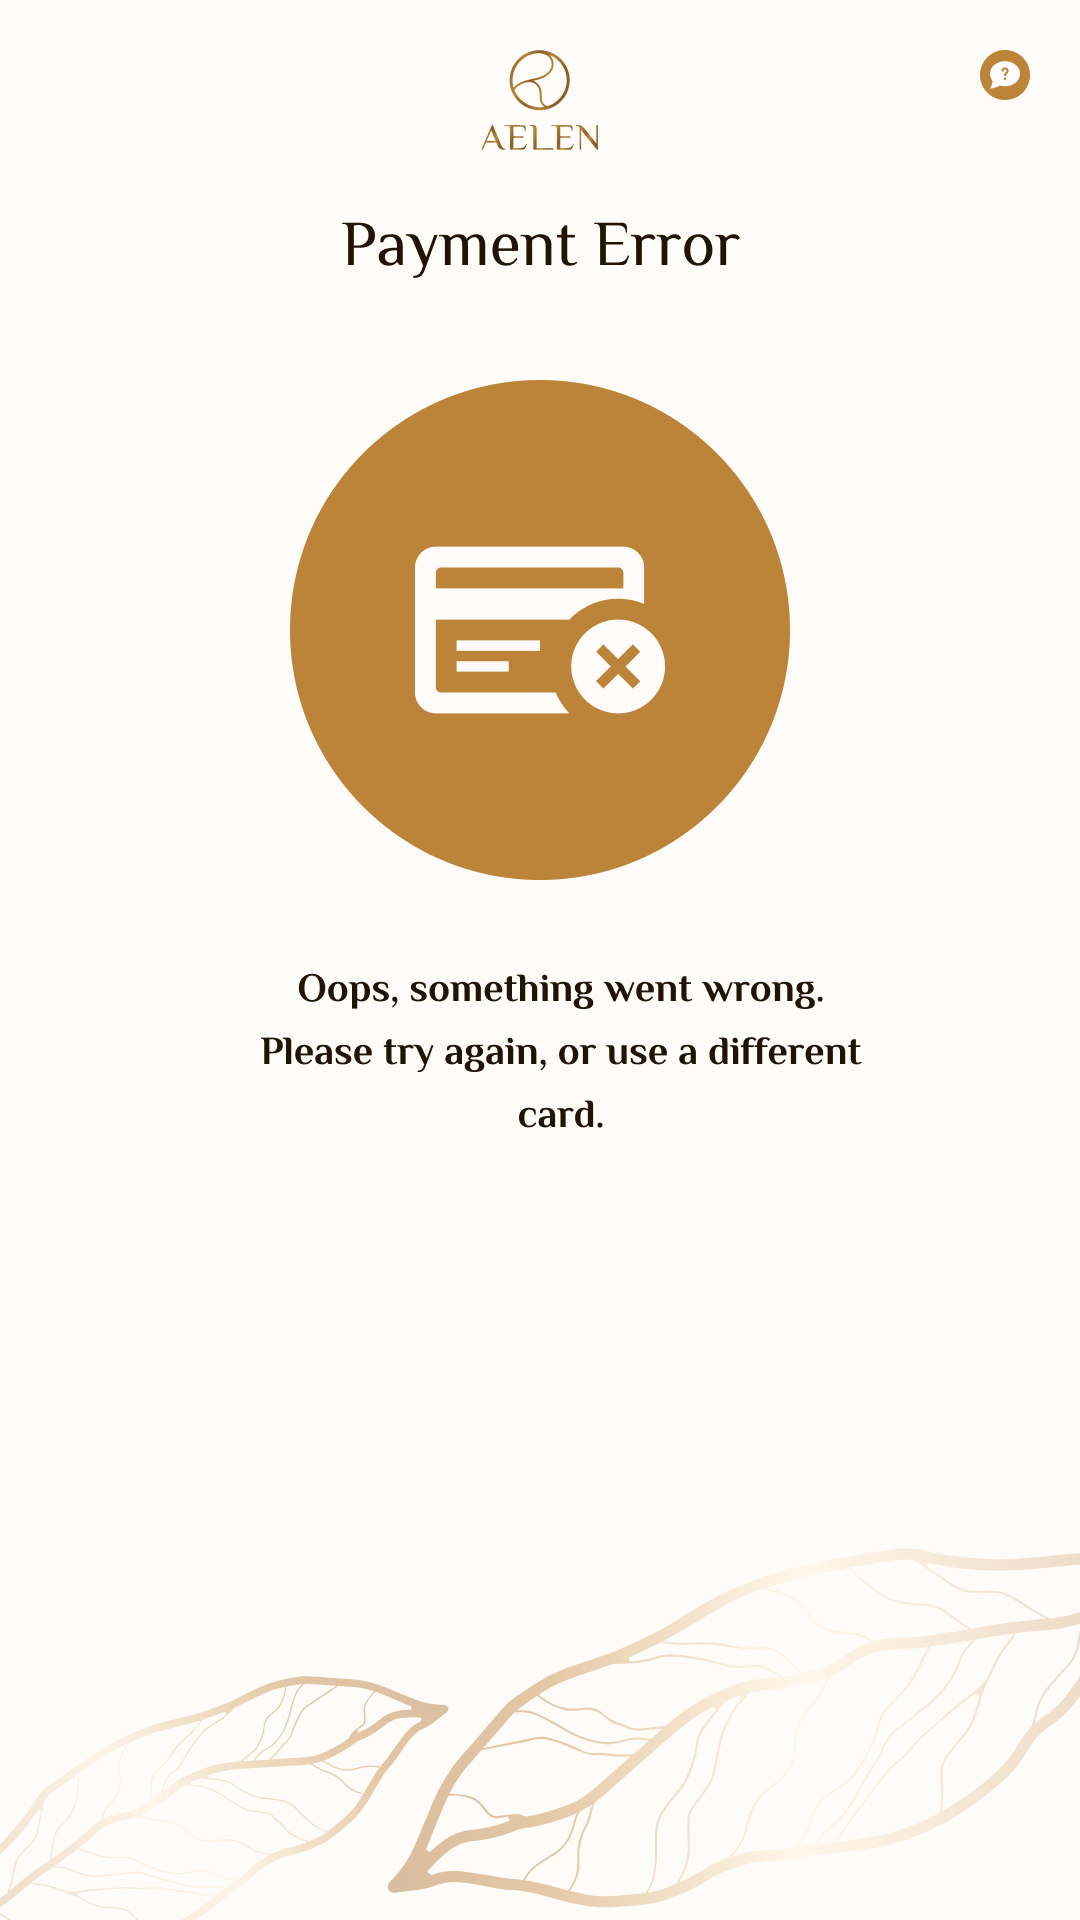 AELEN
?
Payment Error
Oops, something went wrong.
Please try again, or use a different
card.